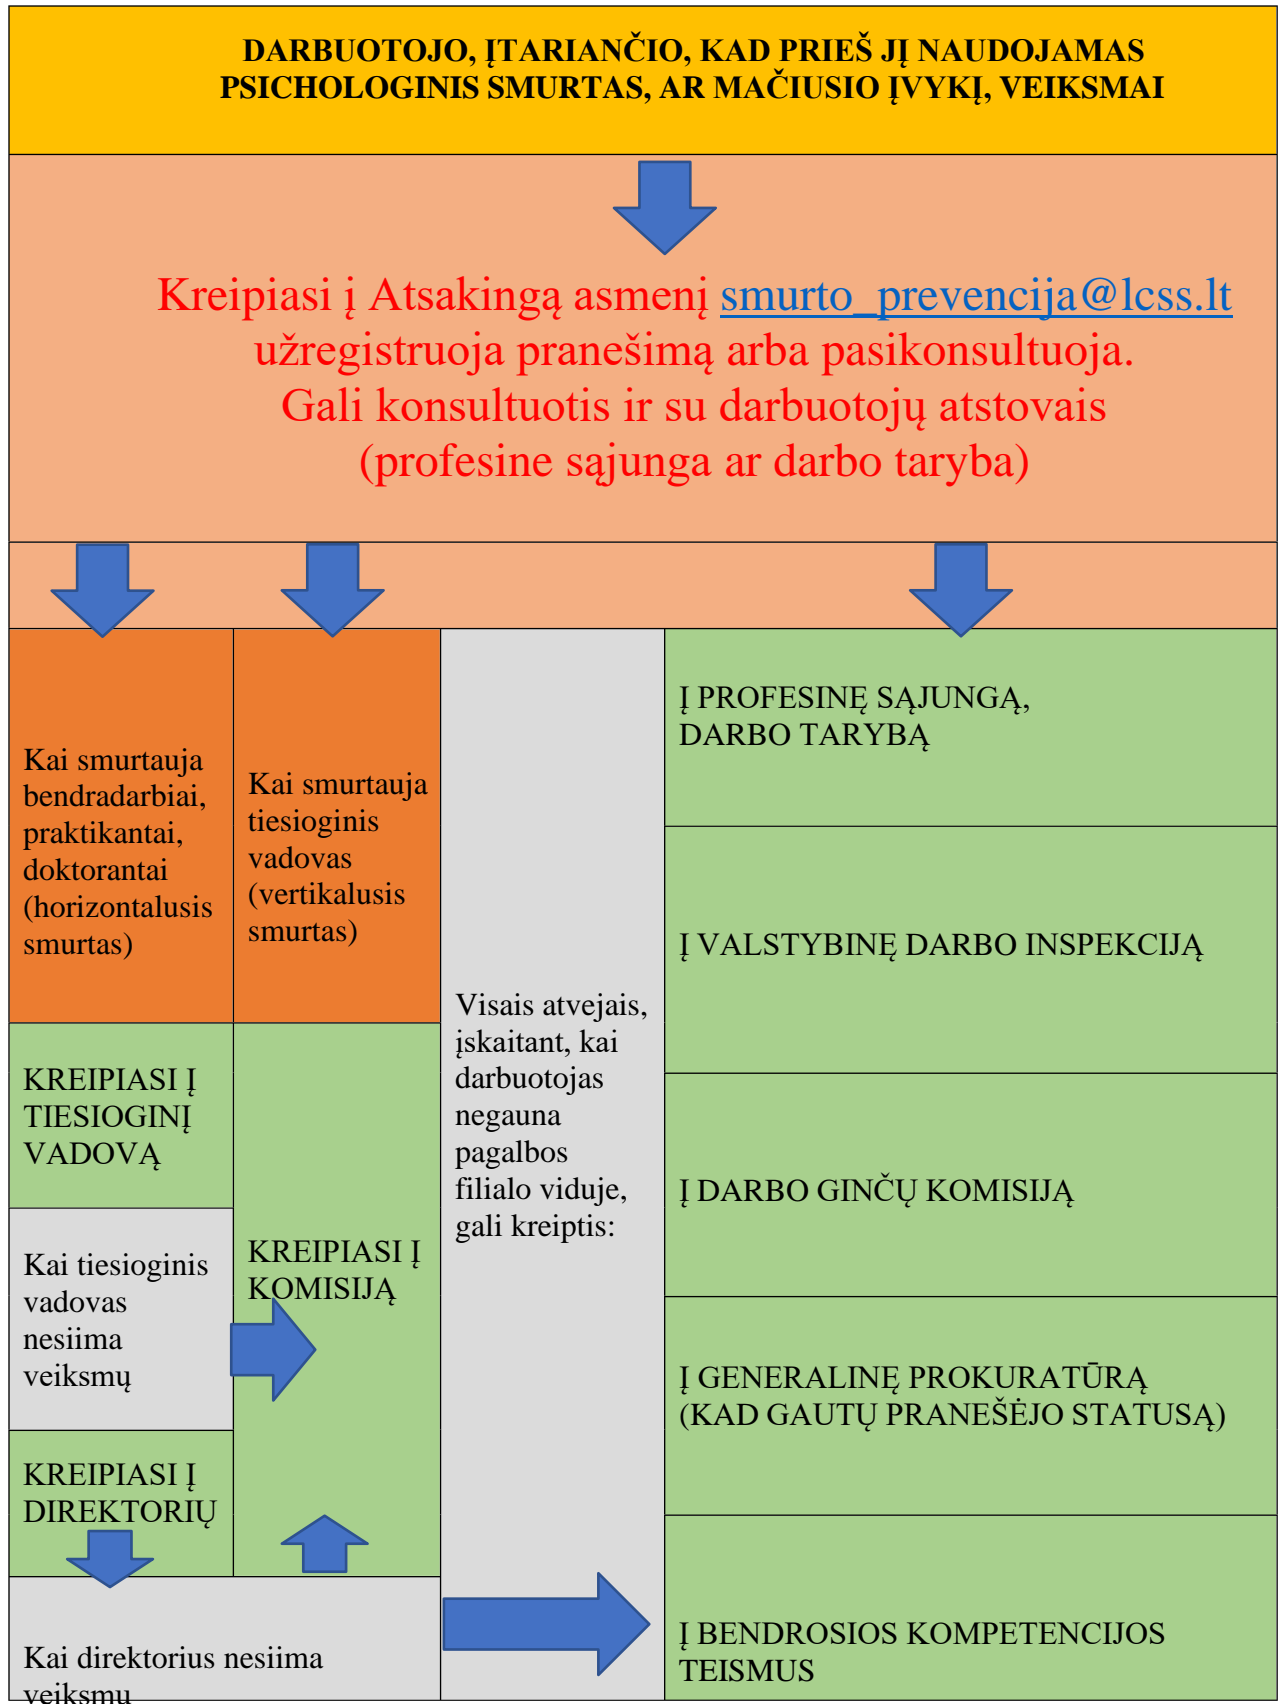 DARBUOTOJO, ĮTARIANČIO, KAD PRIEŠ JĮ NAUDOJAMAS
PSICHOLOGINIS SMURTAS, AR MAČIUSIO ĮVYKĮ, VEIKSMAI
Kreipiasi į Atsakingą asmenį smurto_prevencija@lcss.lt
užregistruoja pranešimą arba pasikonsultuoja.
Gali konsultuotis ir su darbuotojų atstovais
(profesine sąjunga ar darbo taryba)
Kai smurtauja
bendradarbiai,
praktikantai,
doktorantai
(horizontalusis
smurtas)
KREIPIASI Į
TIESIOGINĮ
VADOVĄ
Kai tiesioginis
vadovas
nesiima
veiksmų
KREIPIASI Į
DIREKTORIŲ
Kai smurtauja
tiesioginis
vadovas
(vertikalusis
smurtas)
KREIPIASI Į
KOMISIJĄ
Kai direktorius nesiima
veiksmų
Visais atvejais,
įskaitant, kai
darbuotojas
negauna
pagalbos
filialo viduje,
gali kreiptis:
Į PROFESINĘ SĄJUNGĄ,
DARBO TARYBĄ
Į VALSTYBINĘ DARBO INSPEKCIJĄ
Į DARBO GINČŲ KOMISIJĄ
Į GENERALINĘ PROKURATŪRĄ
(KAD GAUTŲ PRANEŠĖJO STATUSĄ)
Į BENDROSIOS KOMPETENCIJOS
TEISMUS